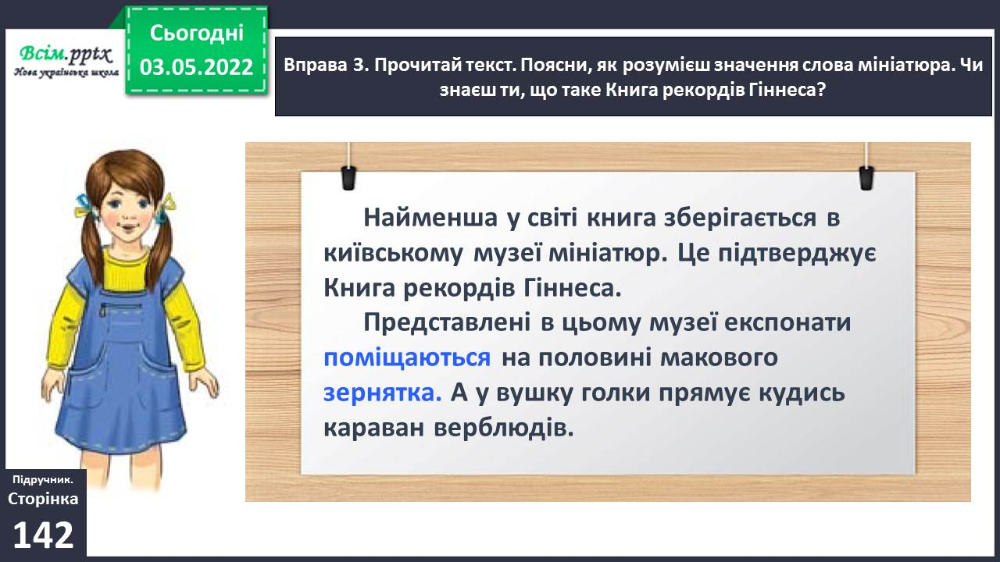 Всім.pptx
Нова українська школа
Сьогодні
03.05.2022
Вправа 3. Прочитай текст. Поясни, як розумієш значення слова мініатюра. Чи
знаєш ти, що таке Книга рекордів Гіннеса?
Найменша у світі книга зберігається в
київському музеї мініатюр. Це підтверджує
Книга рекордів Гіннеса.
Представлені в цьому музеї експонати
поміщаються на половині макового
зернятка. А у вушку голки прямує кудись
караван верблюдів.
Підручник.
Сторінка
142